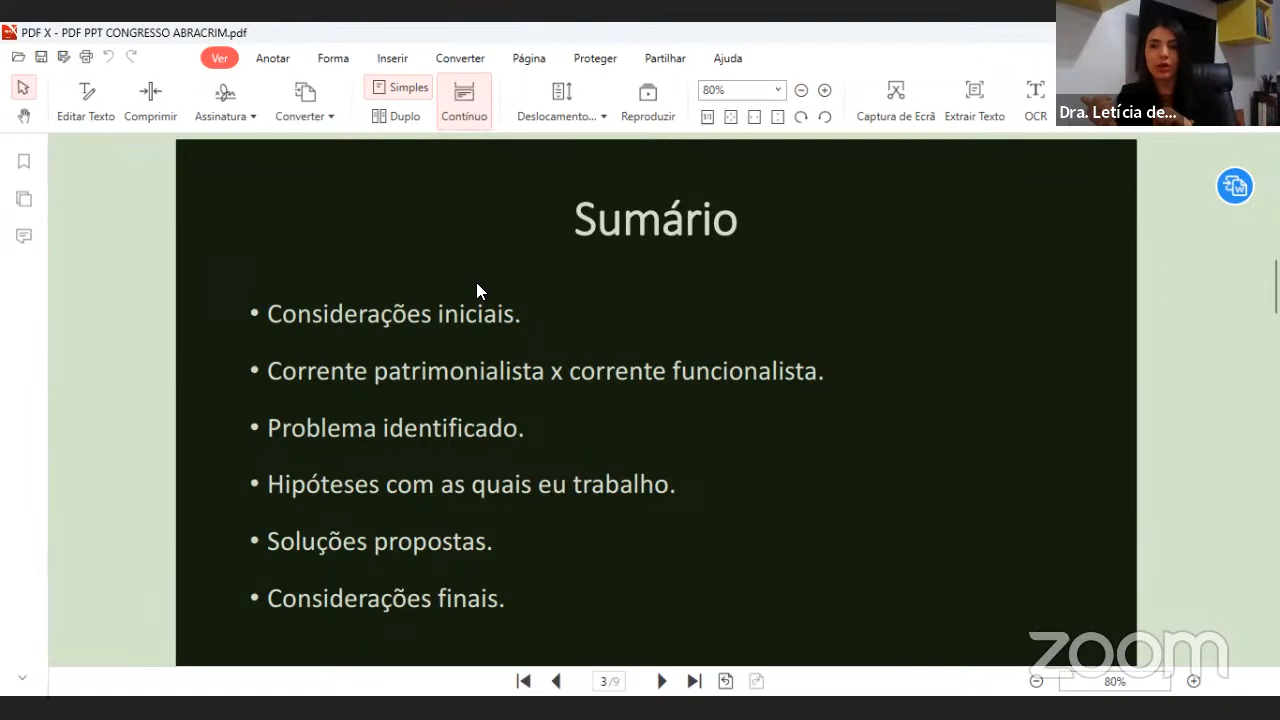 PDF X - PDF PPT CONGRESSO ABRACRIM.pdf
Ver Anotar Forma Inserir Converter Página Proteger Partilhar Ajuda
Simples 80%
Editar Texto Comprimir Assinatura Converter Duplo Contínuo Deslocamento... Reproduzir Captura de Ecrã Extrair Texto OCR
Dra. Letícia de...
Sumário
• Considerações iniciais.
• Corrente patrimonialista x corrente funcionalista.
• Problema identificado.
• Hipóteses com as quais eu trabalho.
• Soluções propostas.
• Considerações finais.
zoom
3/9 80%